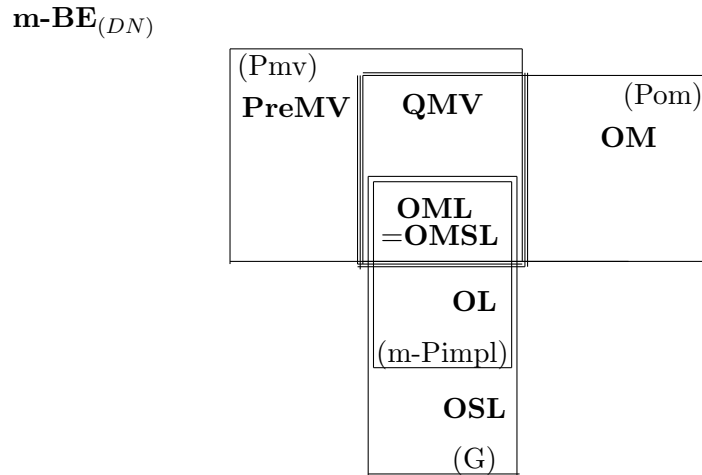 m-BE(DN)
(Pmv)
PreMV QMV (Pom)
OM
OML
=OMSL
OL
(m-Pimpl)
OSL
(G)